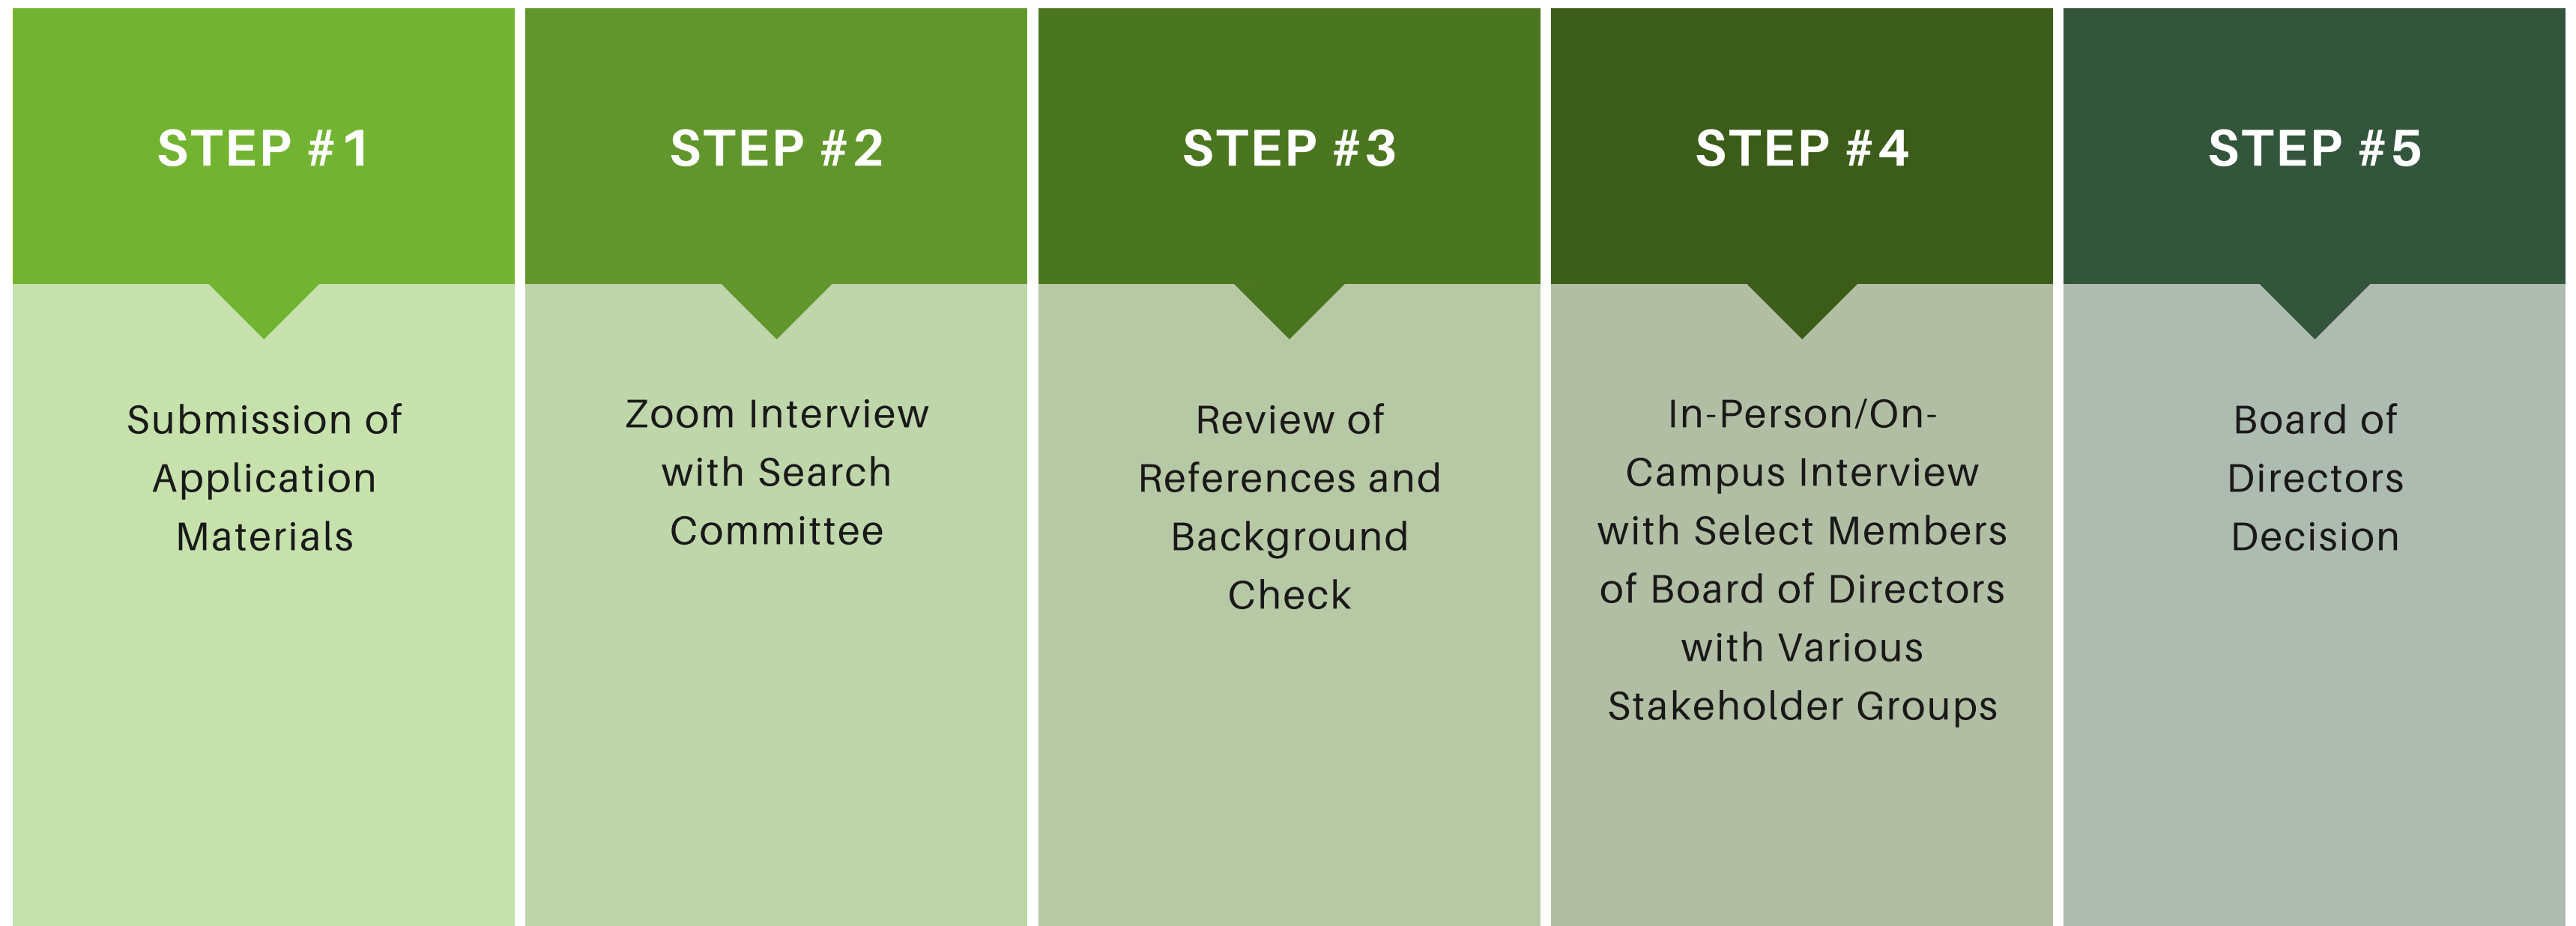 STEP #1
Submission of
Application
Materials
STEP #2
Zoom Interview
with Search
Committee
STEP #3
Review of
References and
Background
Check
STEP #4
In-Person/On-
Campus Interview
with Select Members
of Board of Directors
with Various
Stakeholder Groups
STEP #5
Board of
Directors
Decision